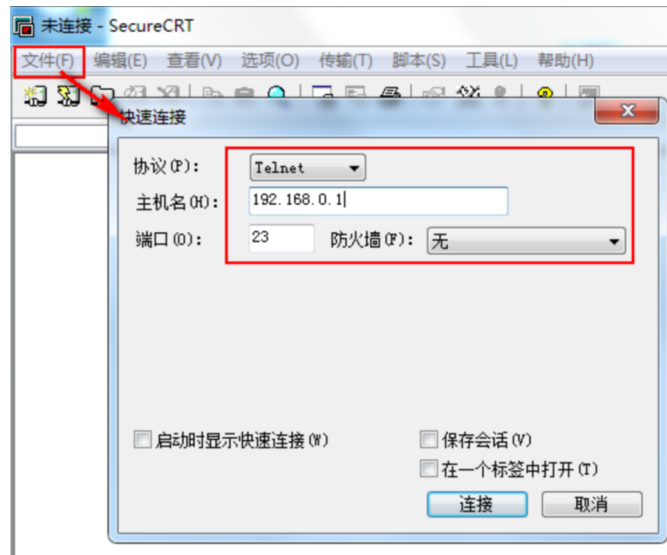 未连接 - SecureCRT
文件(F) 编辑(E) 查看(V) 选项(O) 传输(T) 脚本(S) 工具(L) 帮助(H)
快速连接
协议(P): Telnet
主机名(H): 192.168.0.1
端口(O): 23 防火墙(F): 无
启动时显示快速连接(W) 保存会话(V)
在一个标签中打开(T)
连接 取消